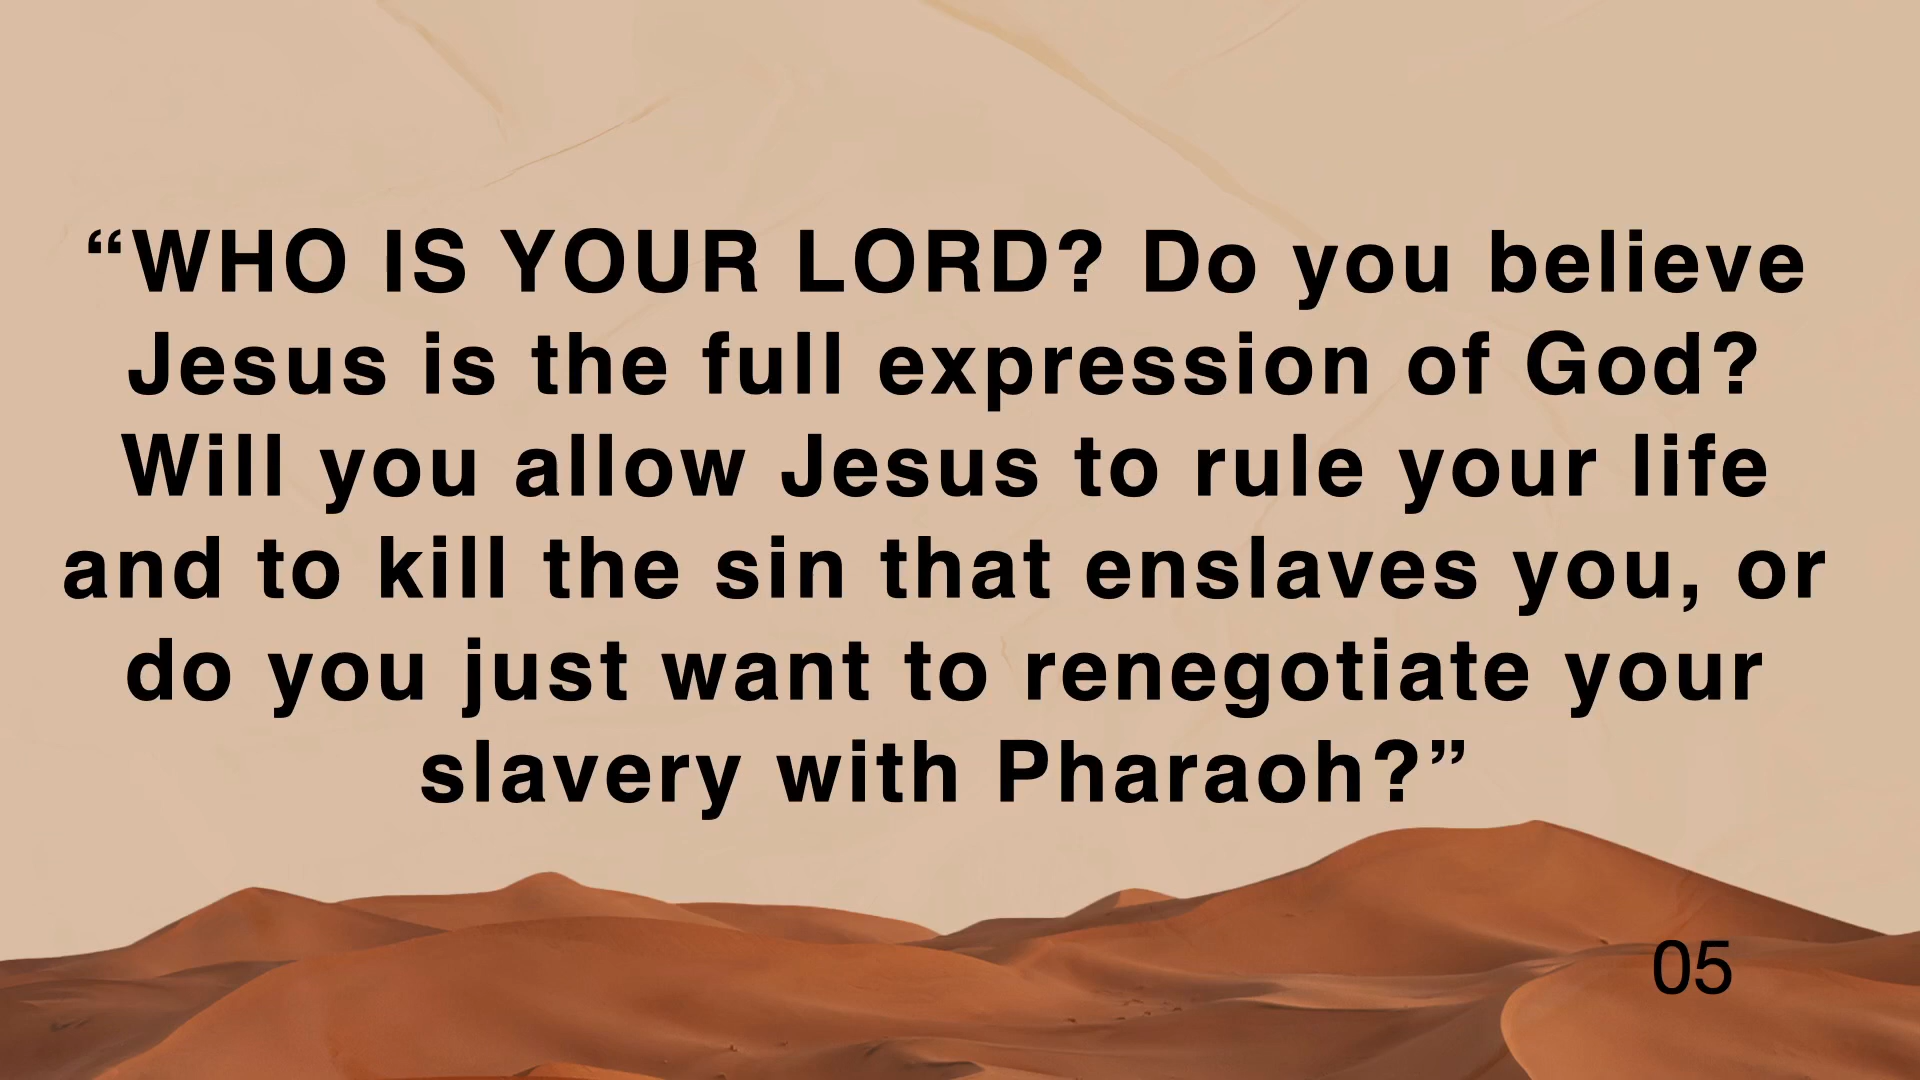 “WHO IS YOUR LORD? Do you believe
Jesus is the full expression of God?
Will you allow Jesus to rule your life
and to kill the sin that enslaves you, or
do you just want to renegotiate your
slavery with Pharaoh?”
05